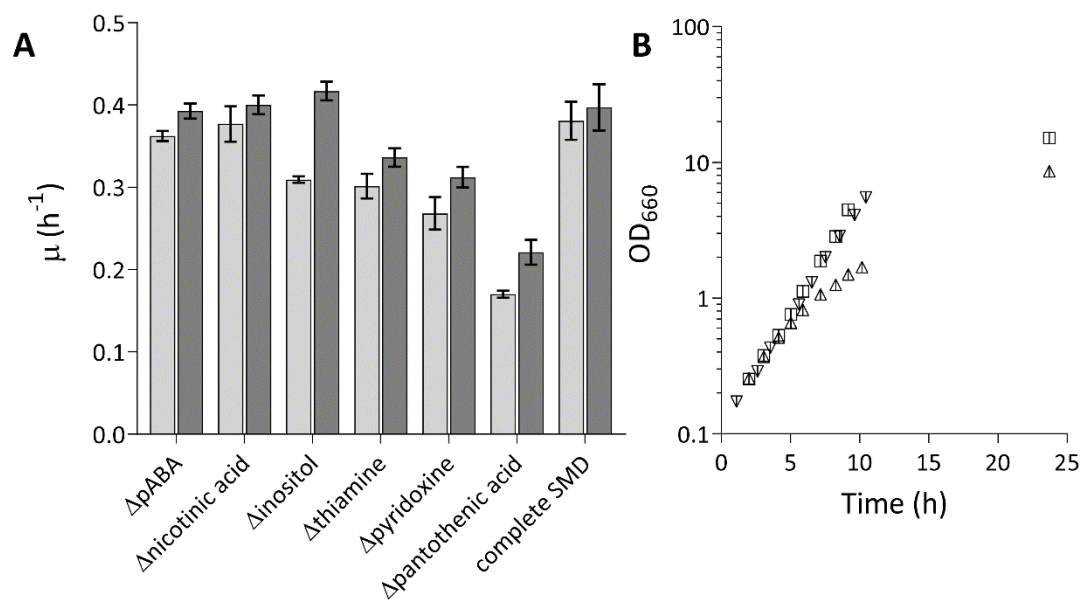 A
0.5
0.4
0.3
0.2
0.1
0.0
μ (h-1)
ΔpABA
Δnicotinic acid
Δinositol
Δthiamine
Δpyridoxine
Δpantothenic acid
complete SMD
B
100
10
1
0.1
OD660
0 5 10 15 20 25
Time (h)